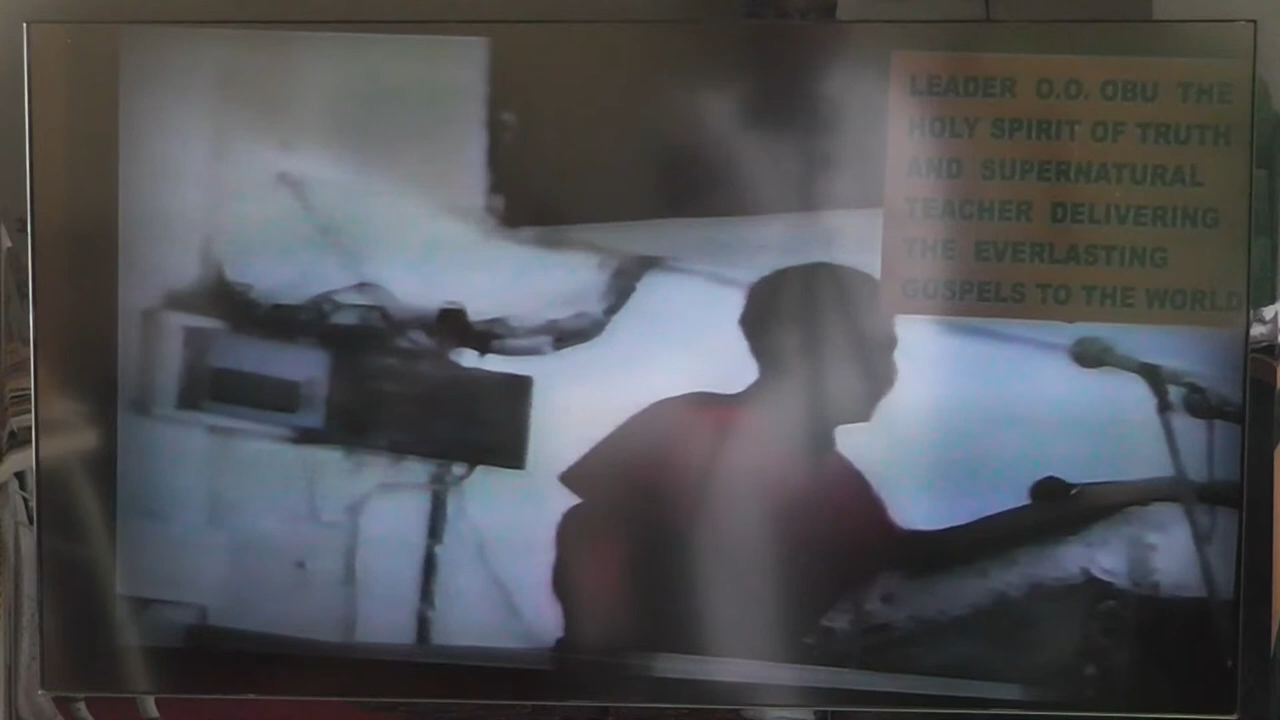 LEADER O.O. OBU THE
HOLY SPIRIT OF TRUTH
AND SUPERNATURAL
TEACHER DELIVERING
THE EVERLASTING
GOSPELS TO THE WORLD